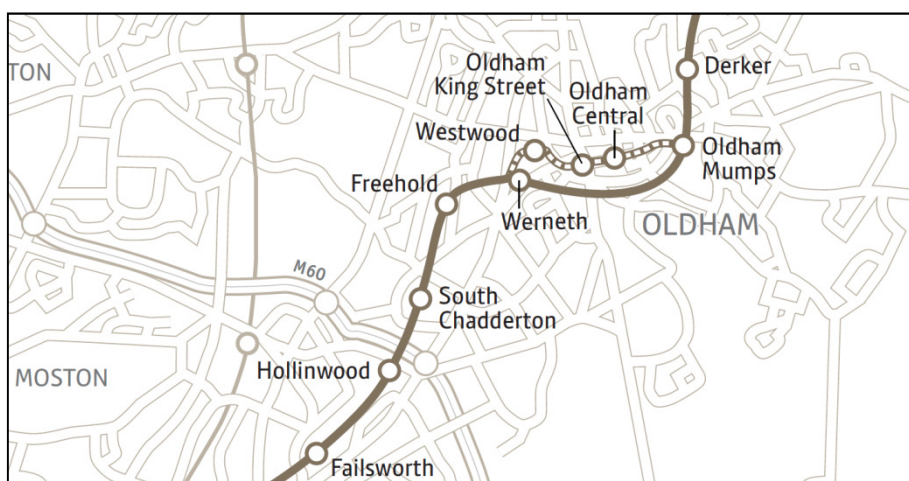 Oldham
King Street
Derker
TON
Oldham
Central
Westwood
Oldham
Mumps
Freehold
Werneth
OLDHAM
M60
South
Chadderton
Hollinwood
MOSTON
Failsworth